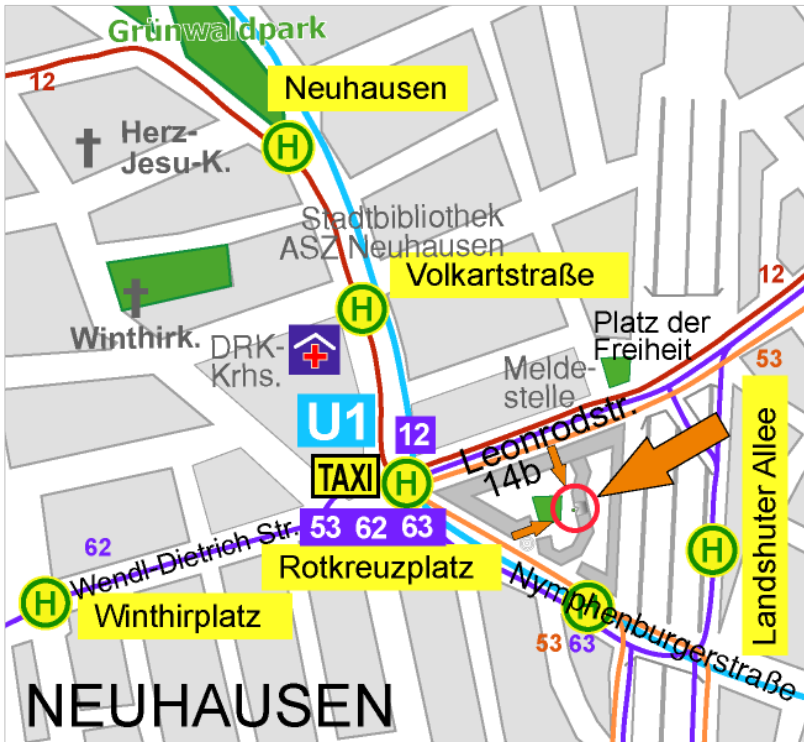 Grünwaldpark
12
Neuhausen
H
Herz-
Jesu-K.
Stadtbibliothek
ASZ Neuhausen
Volkartstraße
12
H
Winthirk.
DRK-
Krhs.
Platz der
Freiheit
53
Melde-
stelle
U1
12
Leonrodstr.
14b
TAXI
H
53 62 63
62
Wendl-Dietrich Str.
Rotkreuzplatz
Landshuter Allee
H
H
Winthirplatz
H
Nymphenburgerstraße
53 63
NEUHAUSEN